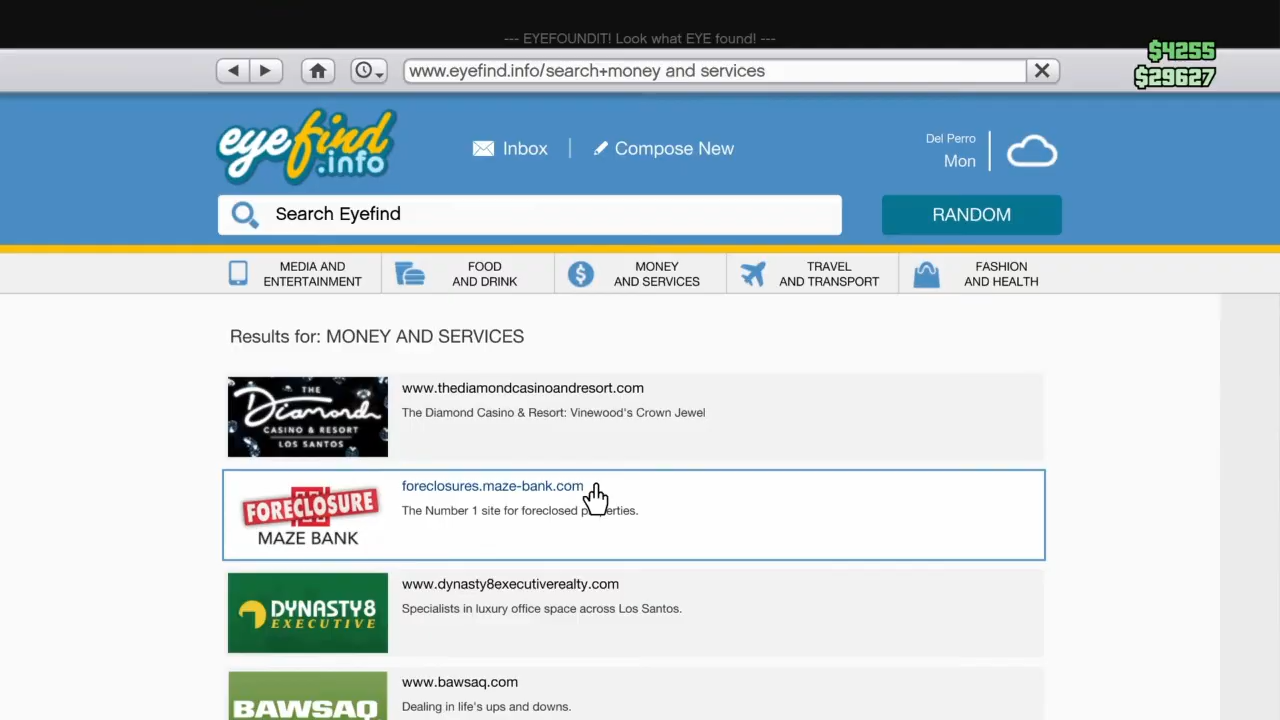 --- EYEFOUNDIT! Look what EYE found! ---
$4255
$29627
www.eyefind.info/search+money and services
eyefind
.info
Inbox
Compose New
Del Perro
Mon
Search Eyefind
RANDOM
MEDIA AND
ENTERTAINMENT
FOOD
AND DRINK
MONEY
AND SERVICES
TRAVEL
AND TRANSPORT
FASHION
AND HEALTH
Results for: MONEY AND SERVICES
THE
Diamond
CASINO & RESORT
LOS SANTOS
www.thediamondcasinoandresort.com
The Diamond Casino & Resort: Vinewood's Crown Jewel
FORECLOSURE
MAZE BANK
foreclosures.maze-bank.com
The Number 1 site for foreclosed properties.
DYNASTY8
EXECUTIVE
www.dynasty8executiverealty.com
Specialists in luxury office space across Los Santos.
BAWSAQ
www.bawsaq.com
Dealing in life's ups and downs.